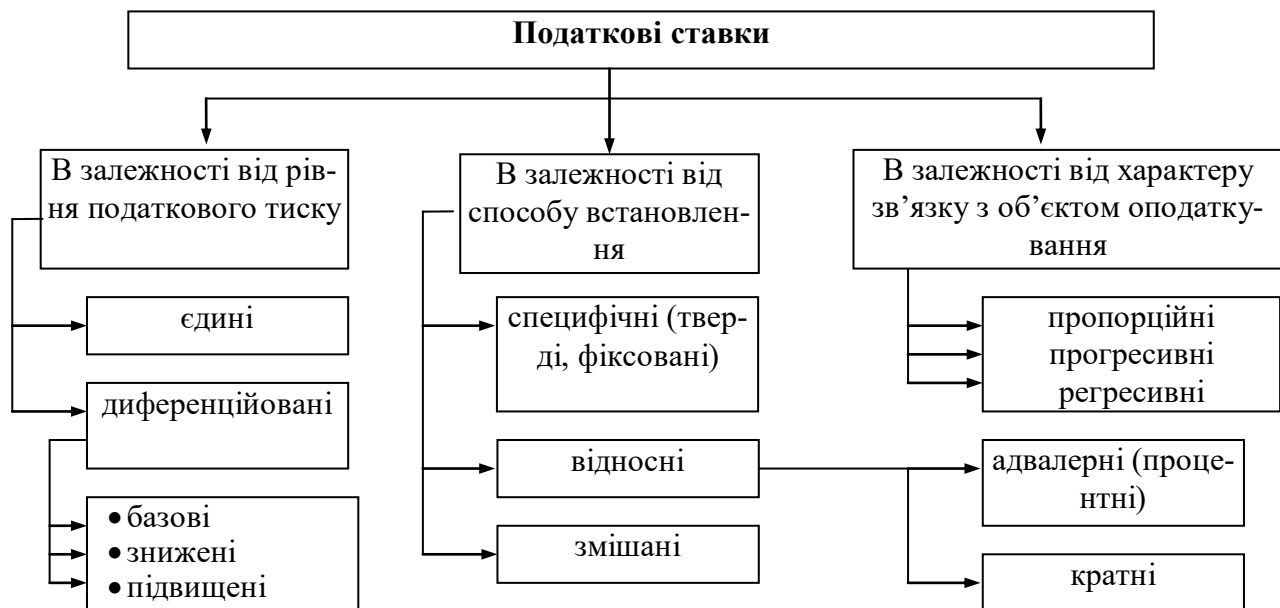 Податкові ставки
В залежності від рів-
ня податкового тиску
єдині
диференційовані
• базові
• знижені
• підвищені
В залежності від
способу встановлен-
ня
специфічні (твер-
ді, фіксовані)
відносні
змішані
В залежності від характеру
зв’язку з об’єктом оподатку-
вання
пропорційні
прогресивні
регресивні
адвалерні (проце-
нтні)
кратні